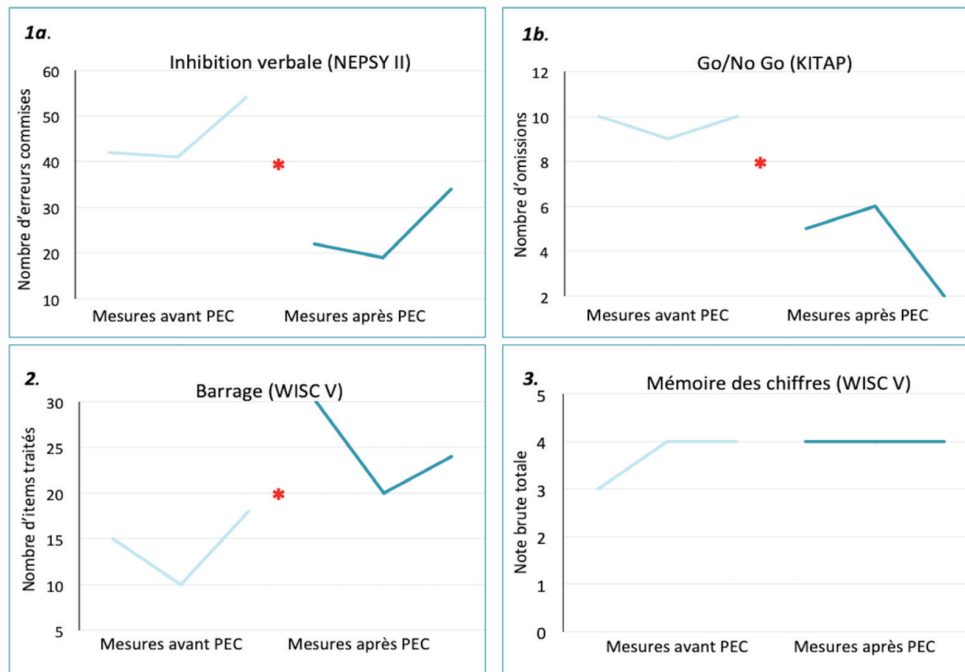 1a.
Inhibition verbale (NEPSY II)
Nombre d'erreurs commises
60
50
40
30
20
10
*
Mesures avant PEC
Mesures après PEC
1b.
Go/No Go (KITAP)
Nombre d'omissions
12
10
8
6
4
2
*
Mesures avant PEC
Mesures après PEC
2.
Barrage (WISC V)
Nombre d'items traités
30
25
20
15
10
5
*
Mesures avant PEC
Mesures après PEC
3.
Mémoire des chiffres (WISC V)
Note brute totale
5
4
3
2
1
0
Mesures avant PEC
Mesures après PEC